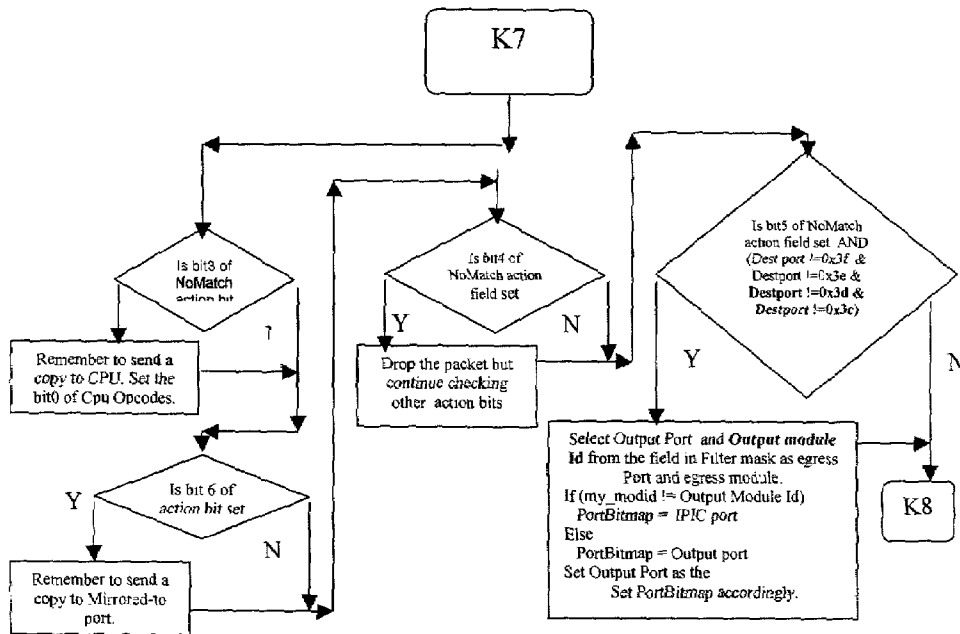 K7
Is bit3 of
NoMatch
action bit
Remember to send a
copy to CPU. Set the
bit0 of Cpu Opcodes.
Is bit 6 of
action bit set
Y
N
Remember to send a
copy to Mirrored-to
port.
Is bit4 of
NoMatch action
field set
Y
N
Drop the packet but
continue checking
other action bits
Is bit5 of NoMatch
action field set AND
(Dest port !=0x3f &
Destport !=0x3e &
Destport !=0x3d &
Destport !=0x3c)
Y
N
Select Output Port and Output module
Id from the field in Filter mask as egress
Port and egress module.
If (my_modid != Output Module Id)
PortBitmap = IPIC port
Else
PortBitmap = Output port
Set Output Port as the
Set PortBitmap accordingly.
K8